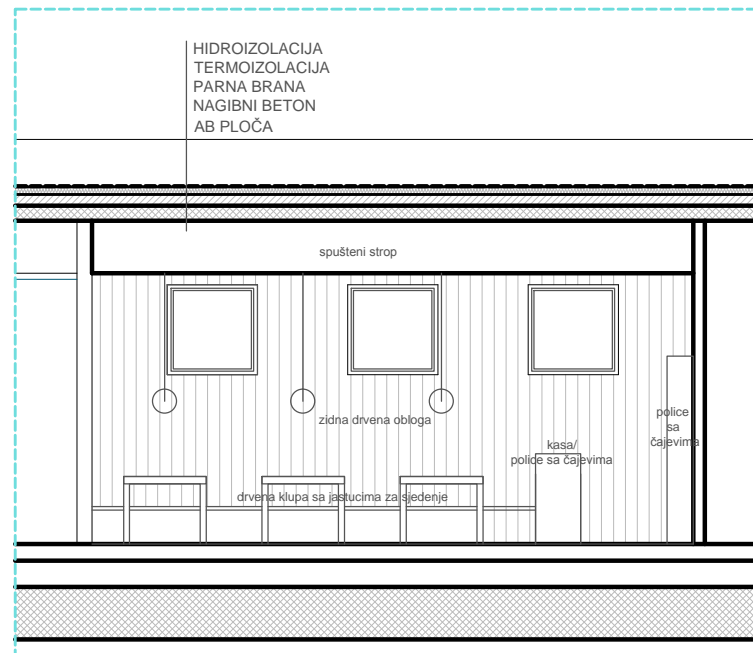 HIDROIZOLACIJA
TERMOIZOLACIJA
PARNA BRANA
NAGIBNI BETON
AB PLOČA
spušteni strop
zidna drvena obloga
police
sa
čajevima
kasa/
police sa čajevima
drvena klupa sa jastucima za sjedenje